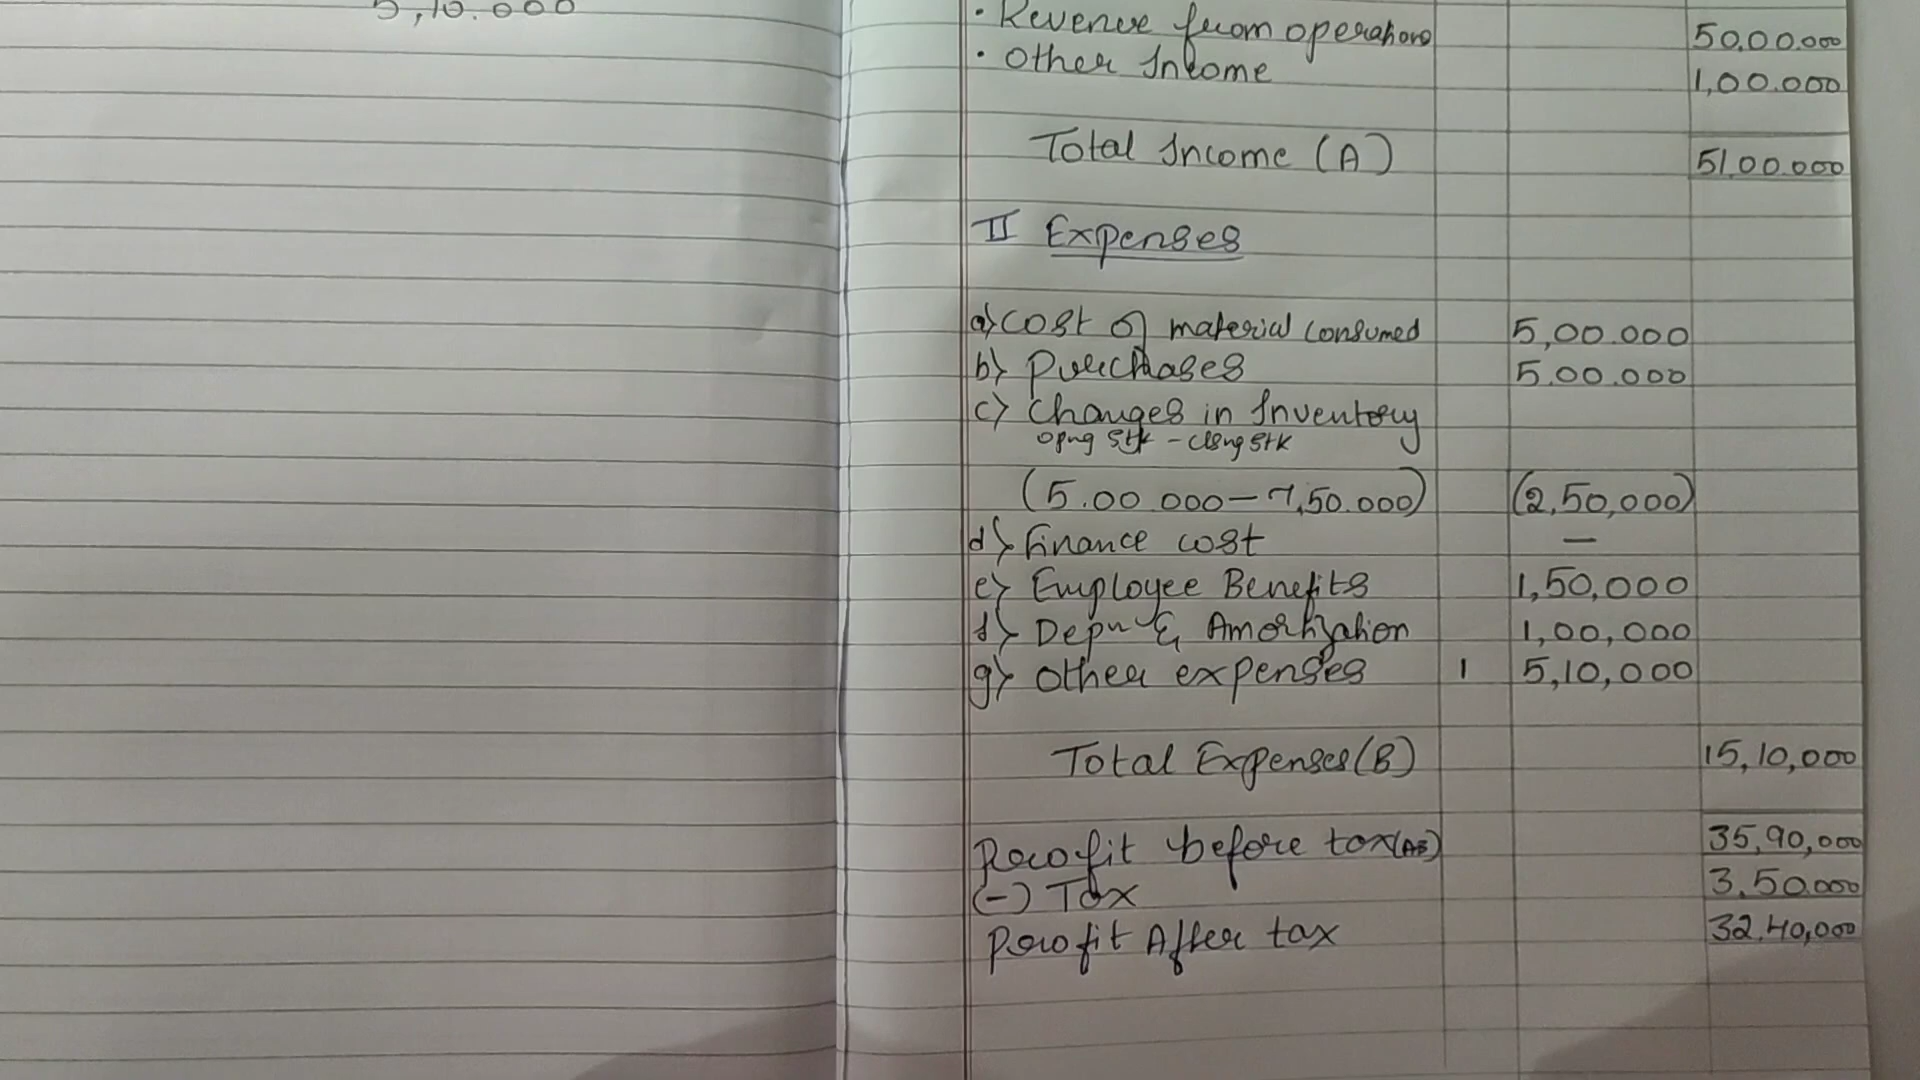 5,10.000
• Revenue from operations 50,00.000
• Other Income 1,00.000
Total Income (A) 51,00.000
II Expenses
a) Cost of material consumed 5,00.000
b) Purchases 5.00.000
c) Changes in Inventory
opng Stk - clsng Stk
(5.00.000 - 7,50.000) (2,50,000)
d) Finance cost —
e) Employee Benefits 1,50,000
f) Depn & Amortization 1,00,000
g) Other expenses 1 5,10,000
Total Expenses (B) 15,10,000
Profit before tax (A-B) 35,90,000
(-) Tax 3,50.000
Profit After tax 32,40,000